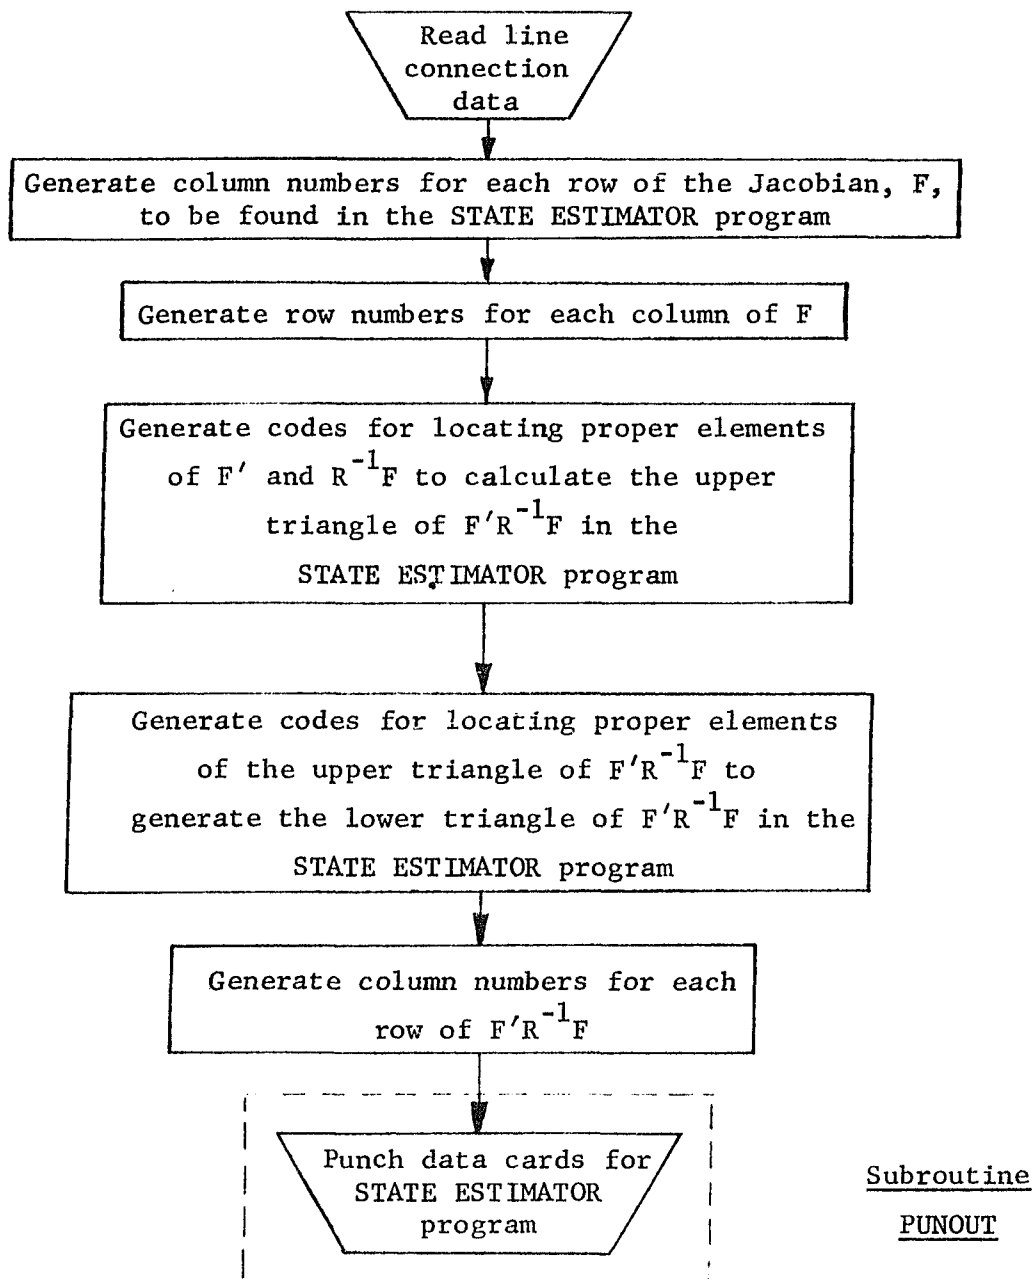 Read line
connection
data
Generate column numbers for each row of the Jacobian, F,
to be found in the STATE ESTIMATOR program
Generate row numbers for each column of F
Generate codes for locating proper elements
of F′ and R⁻¹F to calculate the upper
triangle of F′R⁻¹F in the
STATE ESTIMATOR program
Generate codes for locating proper elements
of the upper triangle of F′R⁻¹F to
generate the lower triangle of F′R⁻¹F in the
STATE ESTIMATOR program
Generate column numbers for each
row of F′R⁻¹F
Punch data cards for
STATE ESTIMATOR
program
Subroutine
PUNOUT